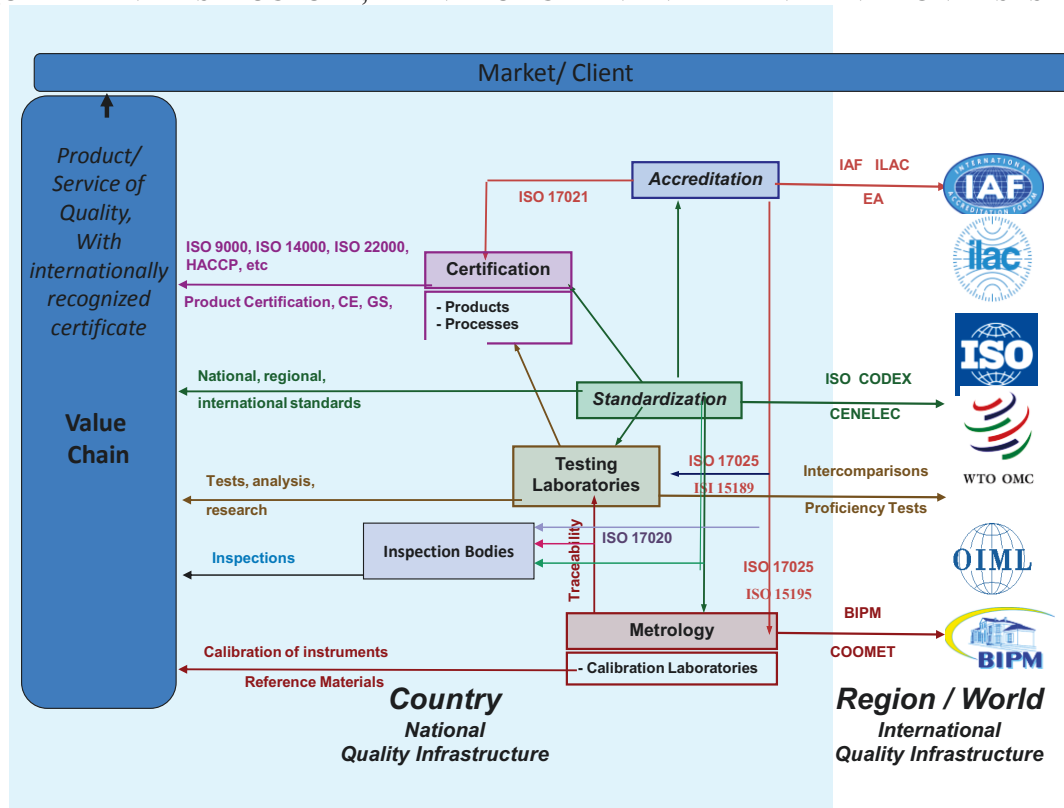 Market/ Client
Product/
Service of
Quality,
With
internationally
recognized
certificate
Value
Chain
Accreditation
IAF ILAC
EA
INTERNATIONAL
IAF
ACCREDITATION FORUM
ISO 17021
ilac
ISO 9000, ISO 14000, ISO 22000,
HACCP, etc
Certification
Product Certification, CE, GS,
- Products
- Processes
ISO
National, regional,
international standards
Standardization
ISO CODEX
CENELEC
WTO OMC
Testing
Laboratories
ISO 17025
ISI 15189
Intercomparisons
Proficiency Tests
Tests, analysis,
research
Inspections
Inspection Bodies
ISO 17020
Traceability
ISO 17025
ISO 15195
OIML
Metrology
- Calibration Laboratories
BIPM
COOMET
BIPM
Calibration of instruments
Reference Materials
Country
National
Quality Infrastructure
Region / World
International
Quality Infrastructure